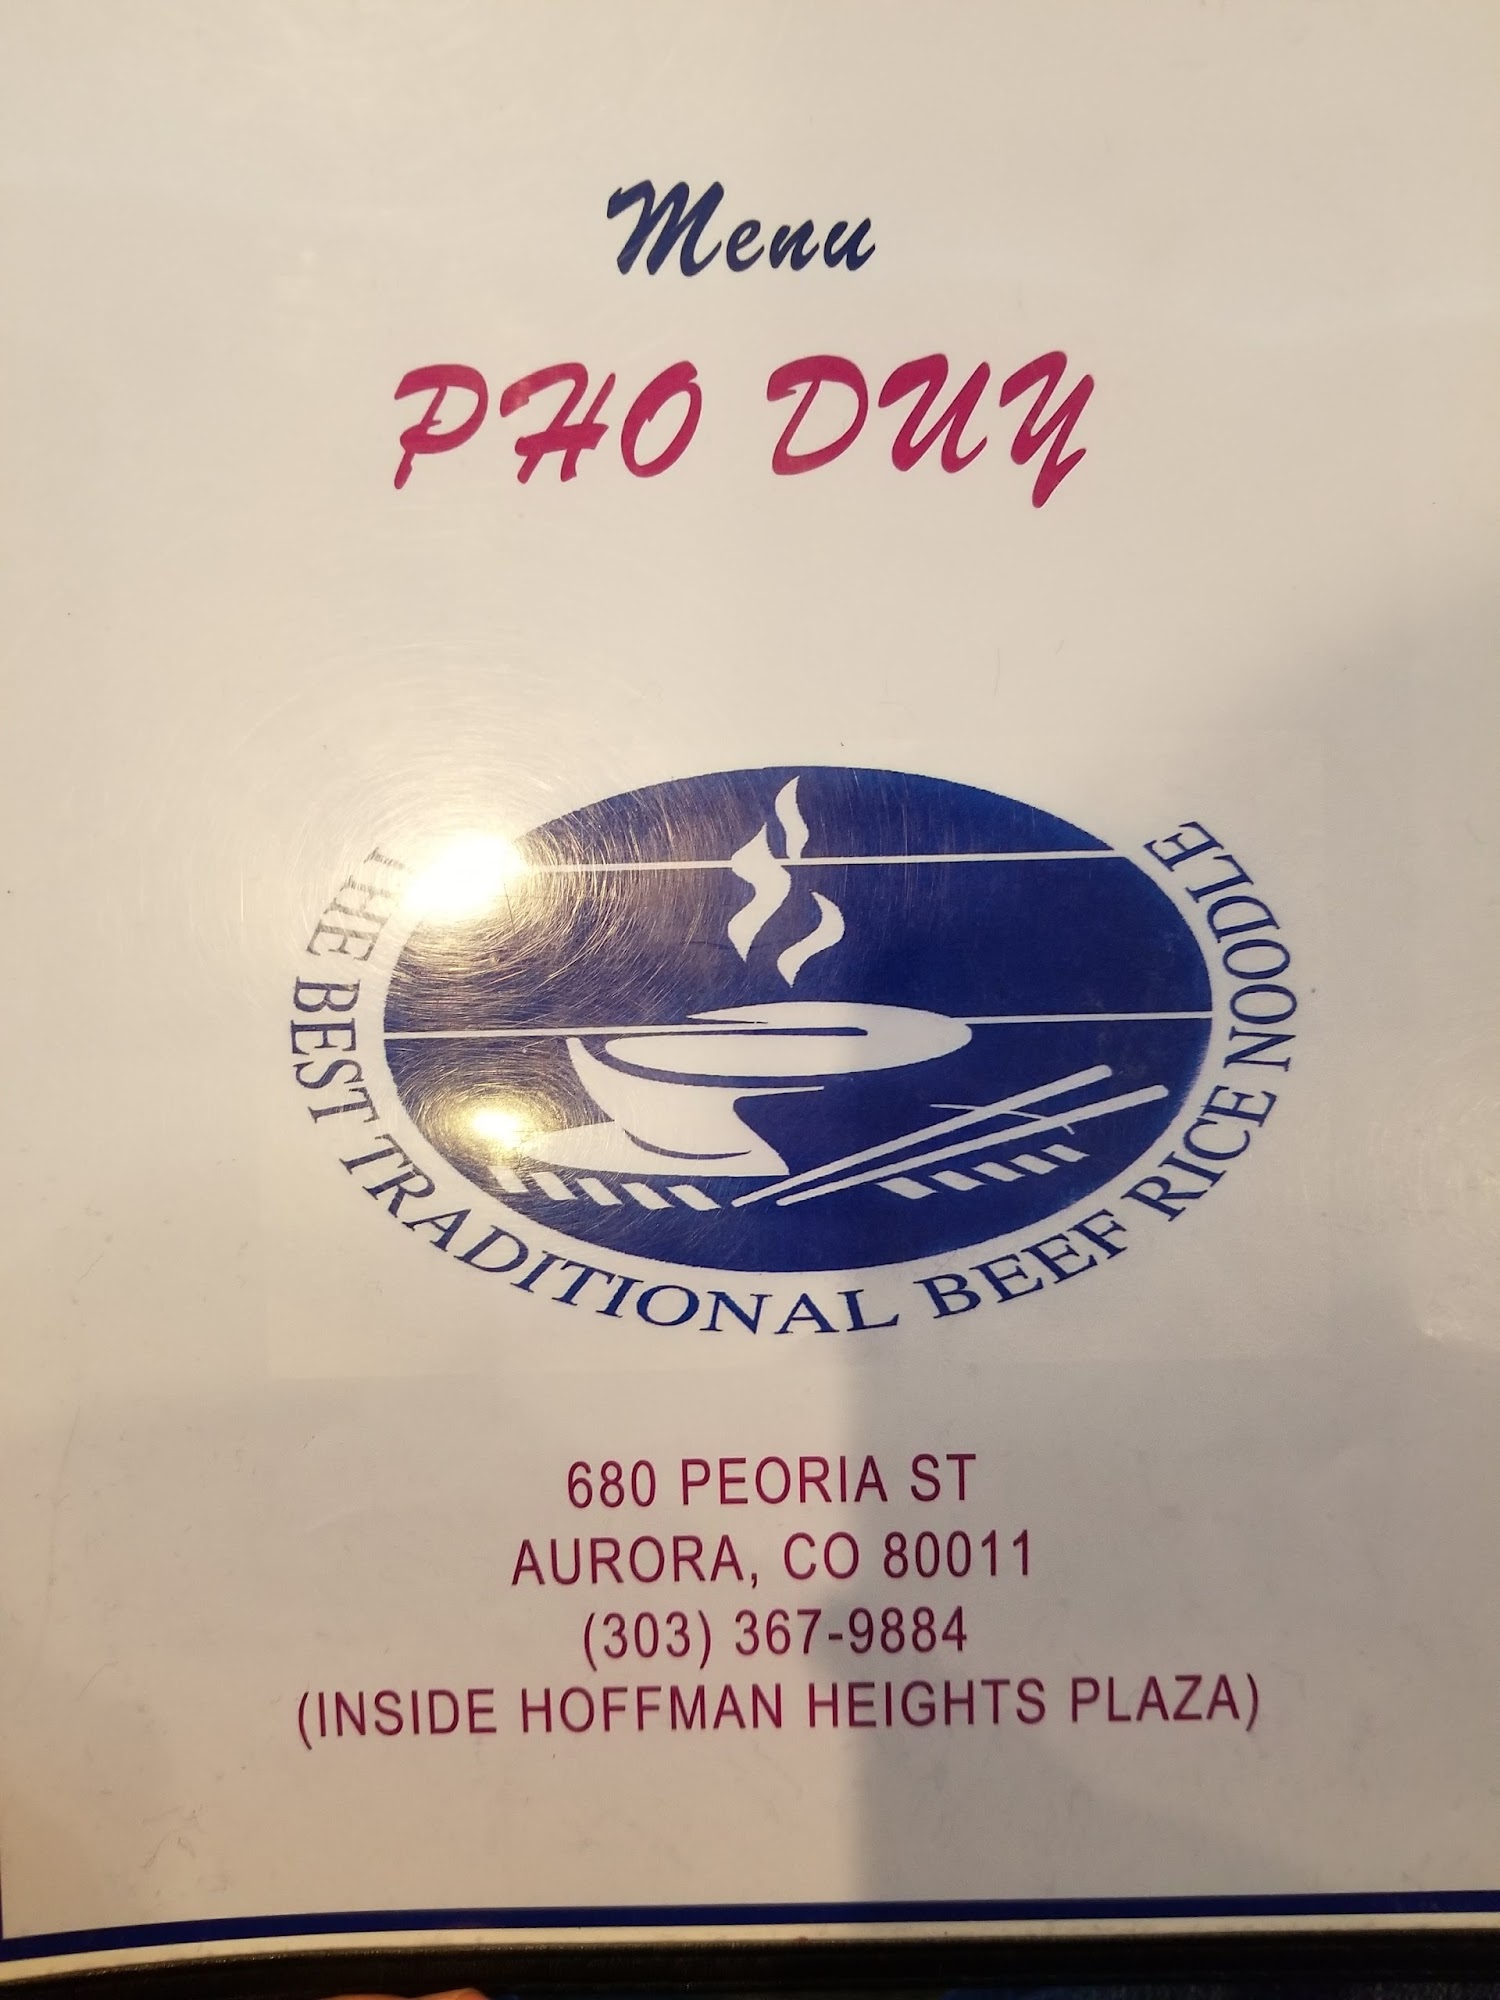 Menu
PHO DUY
THE BEST TRADITIONAL BEEF RICE NOODLE
680 PEORIA ST
AURORA, CO 80011
(303) 367-9884
(INSIDE HOFFMAN HEIGHTS PLAZA)